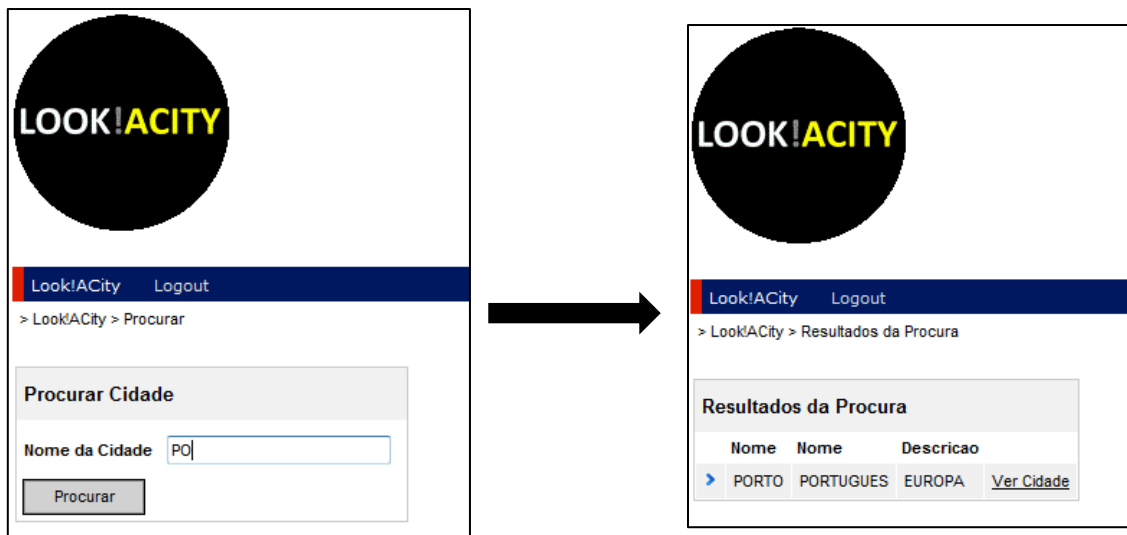 LOOK!ACITY
Look!ACity Logout
> Look!ACity > Procurar
Procurar Cidade
Nome da Cidade PO
Procurar
LOOK!ACITY
Look!ACity Logout
> Look!ACity > Resultados da Procura
Resultados da Procura
Nome Nome Descricao
PORTO PORTUGUES EUROPA Ver Cidade